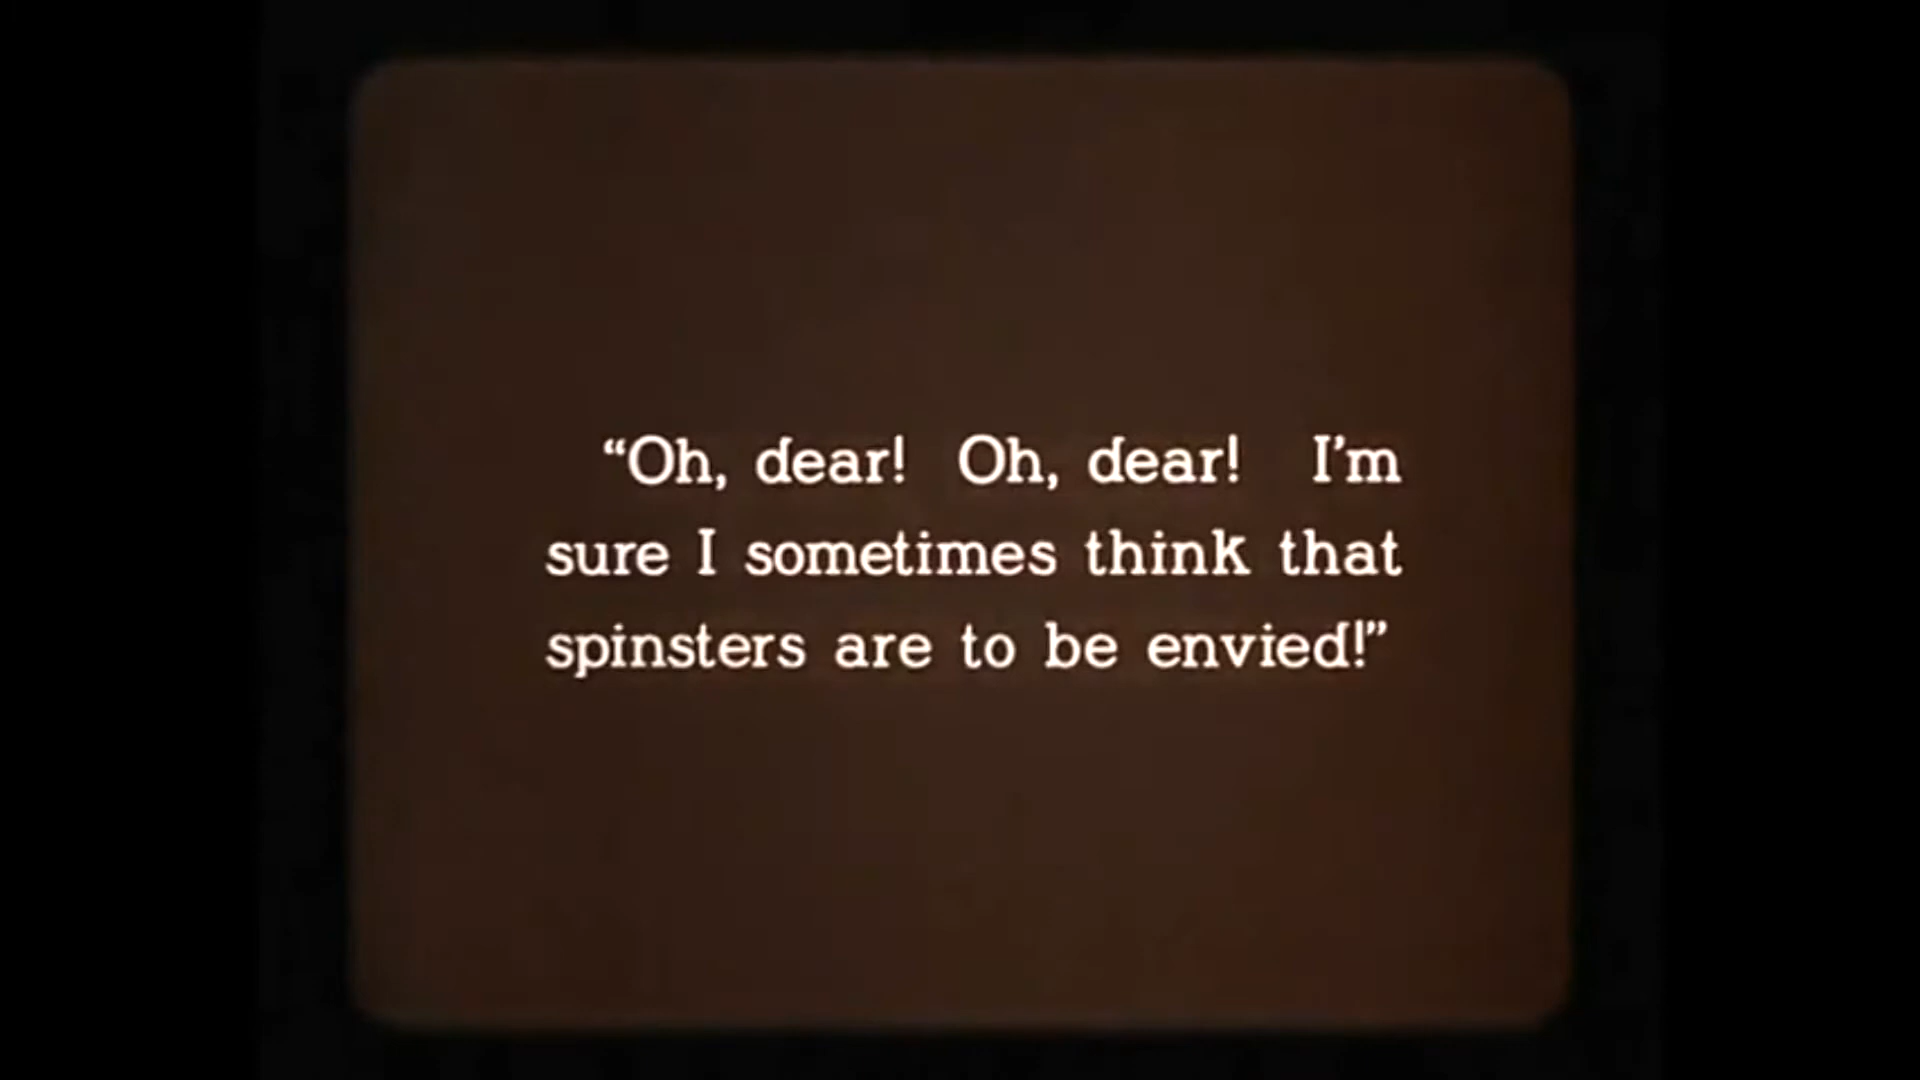 “Oh, dear! Oh, dear! I’m
sure I sometimes think that
spinsters are to be envied!”